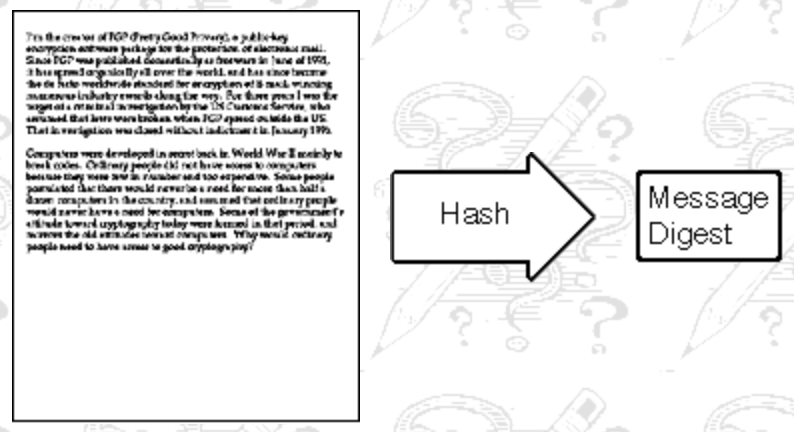 I'm the creator of PGP (Pretty Good Privacy), a public-key
encryption software package for the protection of electronic mail.
Since PGP was published domestically as freeware in June of 1991,
it has spread organically all over the world, and has since become
the de facto worldwide standard for encryption of E-mail, winning
numerous industry awards along the way. For three years I was the
target of a criminal investigation by the US Customs Service, who
assumed that laws were broken when PGP spread outside the US.
That investigation was closed without indictment in January 1996.
Computers were developed in secret back in World War II mainly to
break codes. Ordinary people did not have access to computers
because they were few in number and too expensive. Some people
postulated that there would never be a need for more than half a
dozen computers in the country, and assumed that ordinary people
would never have a need for computers. Some of the government's
attitude toward cryptography today were formed in that period, and
mirrors the old attitudes toward computers. Why would ordinary
people need to have access to good cryptography?
Hash
Message
Digest